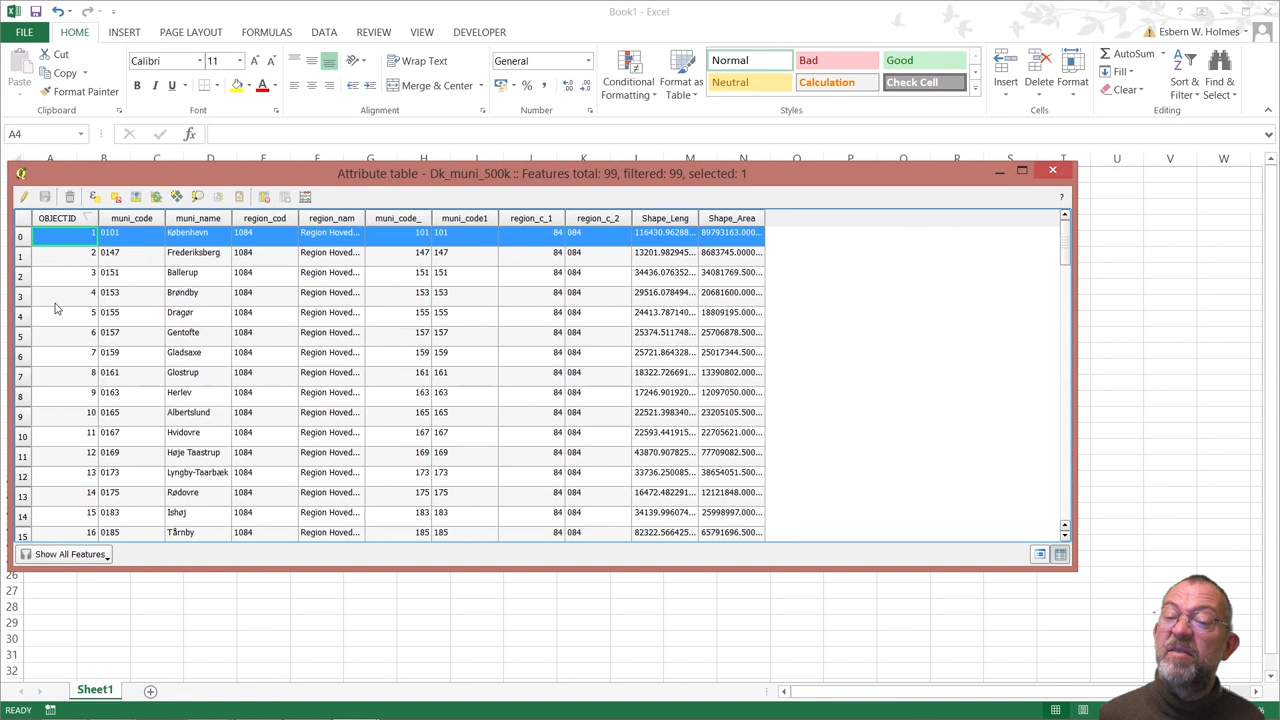 Book1 - Excel
FILE HOME INSERT PAGE LAYOUT FORMULAS DATA REVIEW VIEW DEVELOPER Esbern W. Holmes
Paste Cut Copy Format Painter Clipboard
Calibri 11 B I U A A A Font
Wrap Text Merge & Center Alignment
General % , Number
Conditional Formatting Format as Table Normal Bad Good Neutral Calculation Check Cell Styles
Insert Delete Format Cells
AutoSum Fill Clear Sort & Filter Find & Select Editing
A4 fx
A B C D E F G H I J K L M N O P Q R S T U V W
Attribute table - Dk_muni_500k :: Features total: 99, filtered: 99, selected: 1
?
OBJECTID muni_code muni_name region_cod region_nam muni_code_ muni_code1 region_c_1 region_c_2 Shape_Leng Shape_Area
0 1 0101 København 1084 Region Hoved... 101 101 84 084 116430.96288... 89793163.000...
1 2 0147 Frederiksberg 1084 Region Hoved... 147 147 84 084 13201.982945... 8683745.0000...
2 3 0151 Ballerup 1084 Region Hoved... 151 151 84 084 34436.076352... 34081769.500...
3 4 0153 Brøndby 1084 Region Hoved... 153 153 84 084 29516.078494... 20681600.000...
4 5 0155 Dragør 1084 Region Hoved... 155 155 84 084 24413.787140... 18809195.000...
5 6 0157 Gentofte 1084 Region Hoved... 157 157 84 084 25374.511748... 25706878.500...
6 7 0159 Gladsaxe 1084 Region Hoved... 159 159 84 084 25721.864328... 25017344.500...
7 8 0161 Glostrup 1084 Region Hoved... 161 161 84 084 18322.726691... 13390802.000...
8 9 0163 Herlev 1084 Region Hoved... 163 163 84 084 17246.901920... 12097050.000...
9 10 0165 Albertslund 1084 Region Hoved... 165 165 84 084 22521.398340... 23205105.500...
10 11 0167 Hvidovre 1084 Region Hoved... 167 167 84 084 22593.441915... 22705621.000...
11 12 0169 Høje Taastrup 1084 Region Hoved... 169 169 84 084 43870.907825... 77709082.500...
12 13 0173 Lyngby-Taarbæk 1084 Region Hoved... 173 173 84 084 33736.250085... 38654051.500...
13 14 0175 Rødovre 1084 Region Hoved... 175 175 84 084 16472.482291... 12121848.000...
14 15 0183 Ishøj 1084 Region Hoved... 183 183 84 084 34139.996074... 25998997.000...
15 16 0185 Tårnby 1084 Region Hoved... 185 185 84 084 82322.566425... 65791696.500...
Show All Features
26
27
28
29
30
31
32
Sheet1
READY